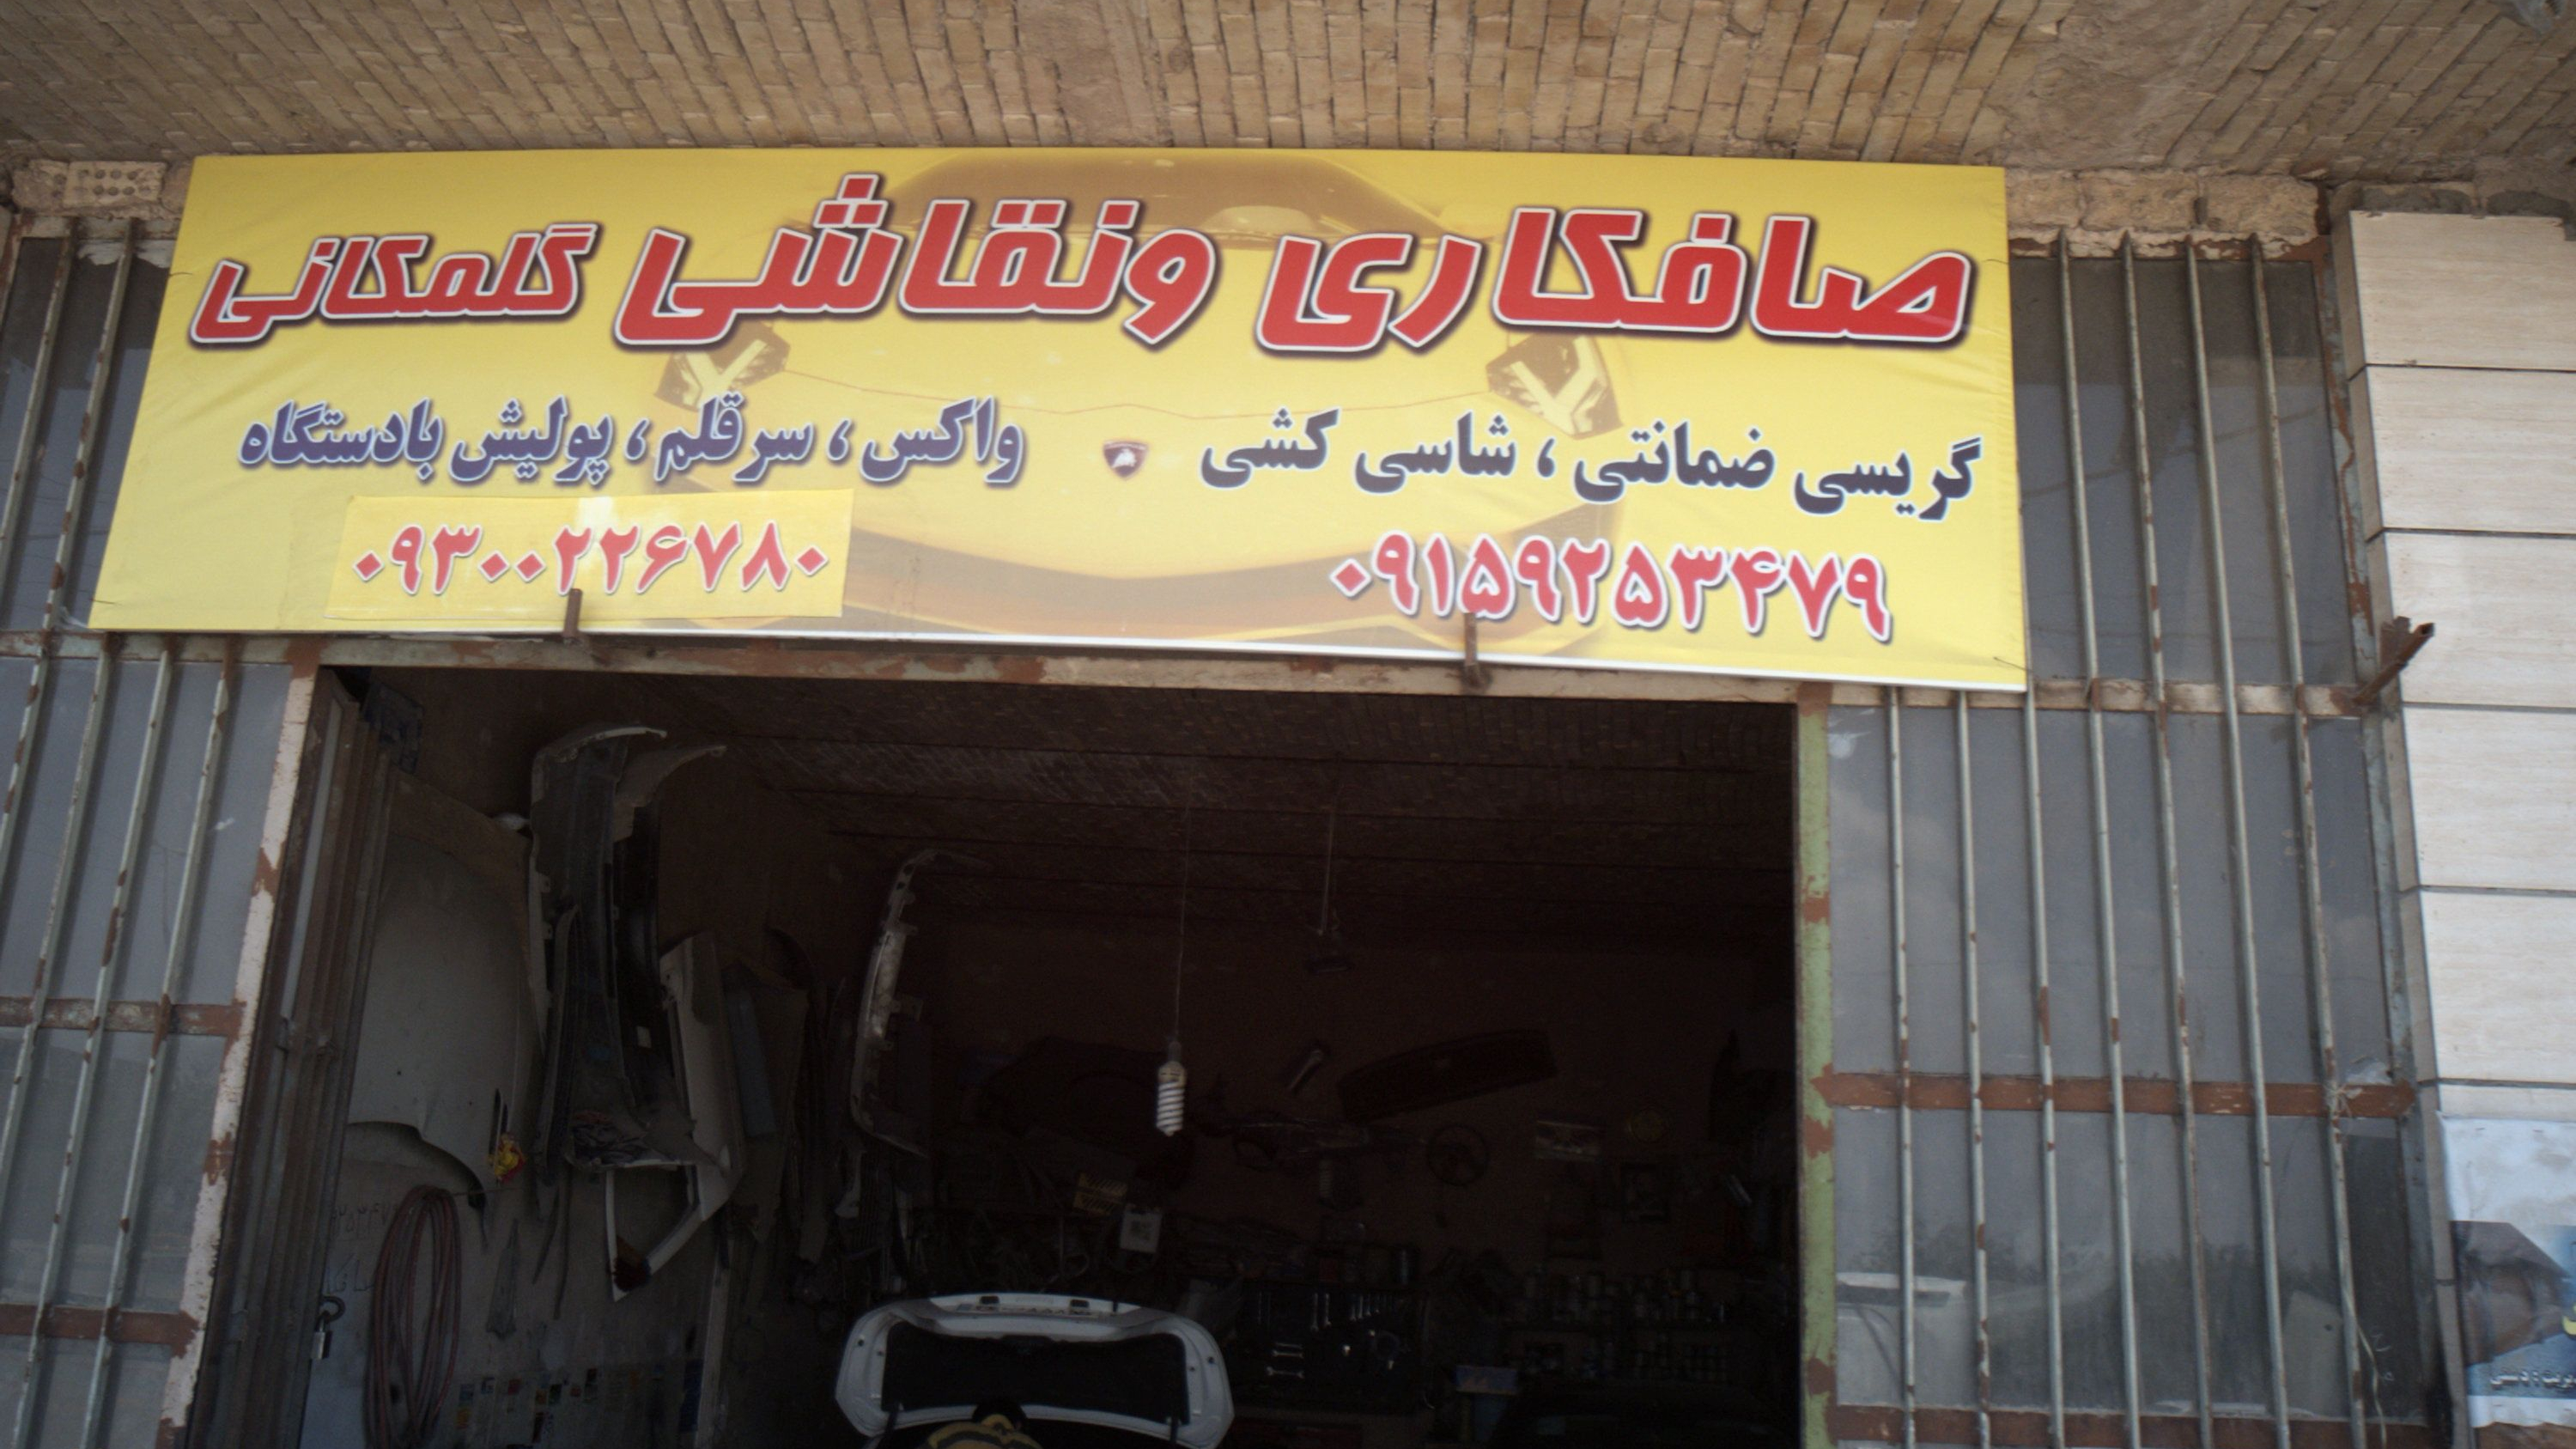 صافکاری ونقاشی گلمکانی
گریسی ضمانتی ، شاسی کشی
واکس ، سرقلم ، پولیش بادستگاه
۰۹۱۵۹۲۵۳۴۷۹
۰۹۳۰۰۲۲۶۷۸۰